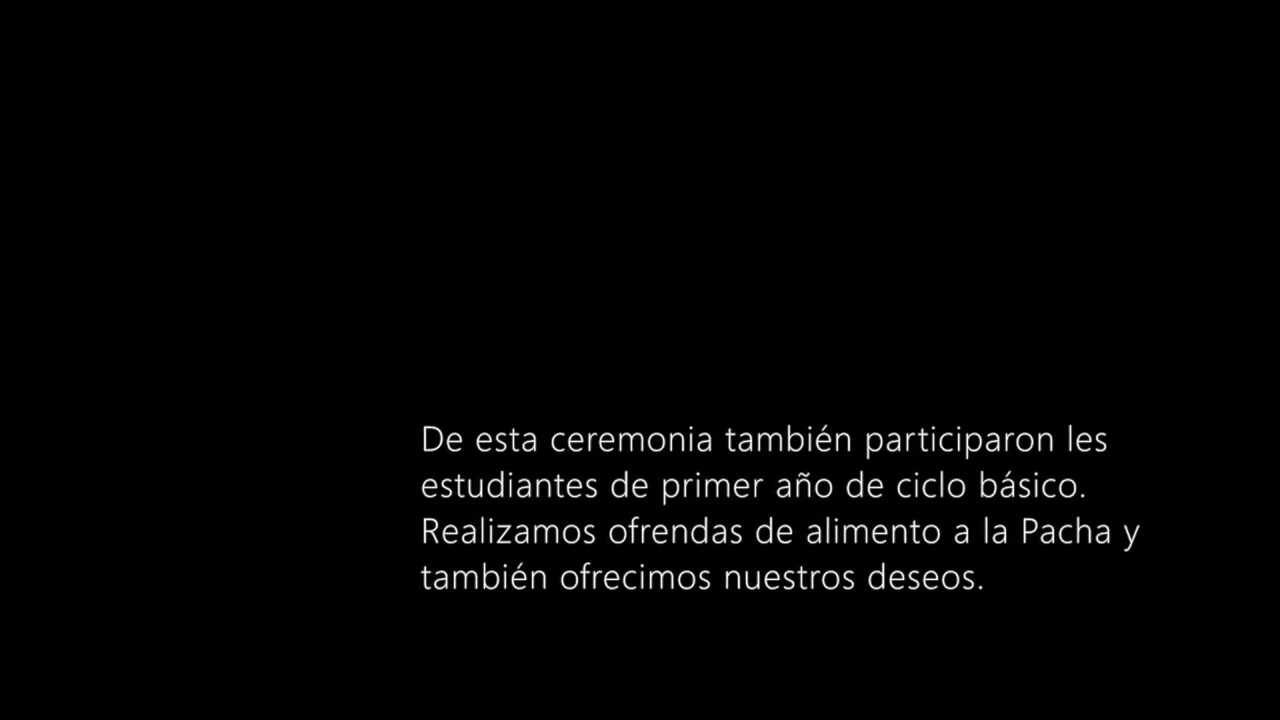 De esta ceremonia también participaron les
estudiantes de primer año de ciclo básico.
Realizamos ofrendas de alimento a la Pacha y
también ofrecimos nuestros deseos.